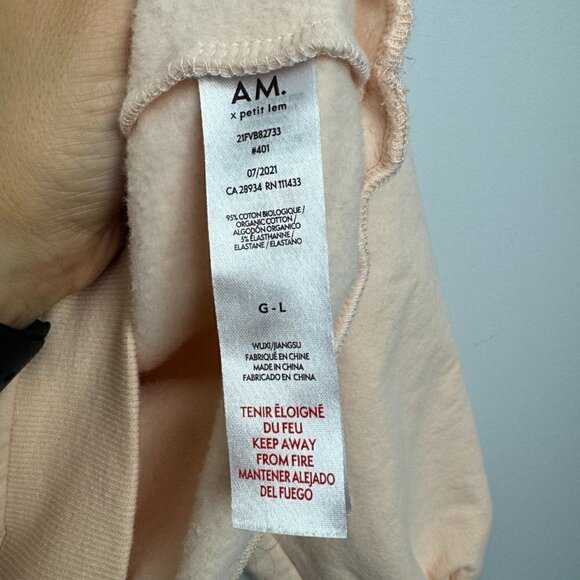 AM.
x petit lem
21FVB82733
#401
07/2021
CA 28934 RN 111433
95% COTON BIOLOGIQUE /
ORGANIC COTTON /
ALGODÓN ORGANICO
5% ÉLASTHANNE /
ELASTANE / ELASTANO
G - L
WUXI/JIANGSU
FABRIQUÉ EN CHINE
MADE IN CHINA
FABRICADO EN CHINA
TENIR ÉLOIGNÉ
DU FEU
KEEP AWAY
FROM FIRE
MANTENER ALEJADO
DEL FUEGO